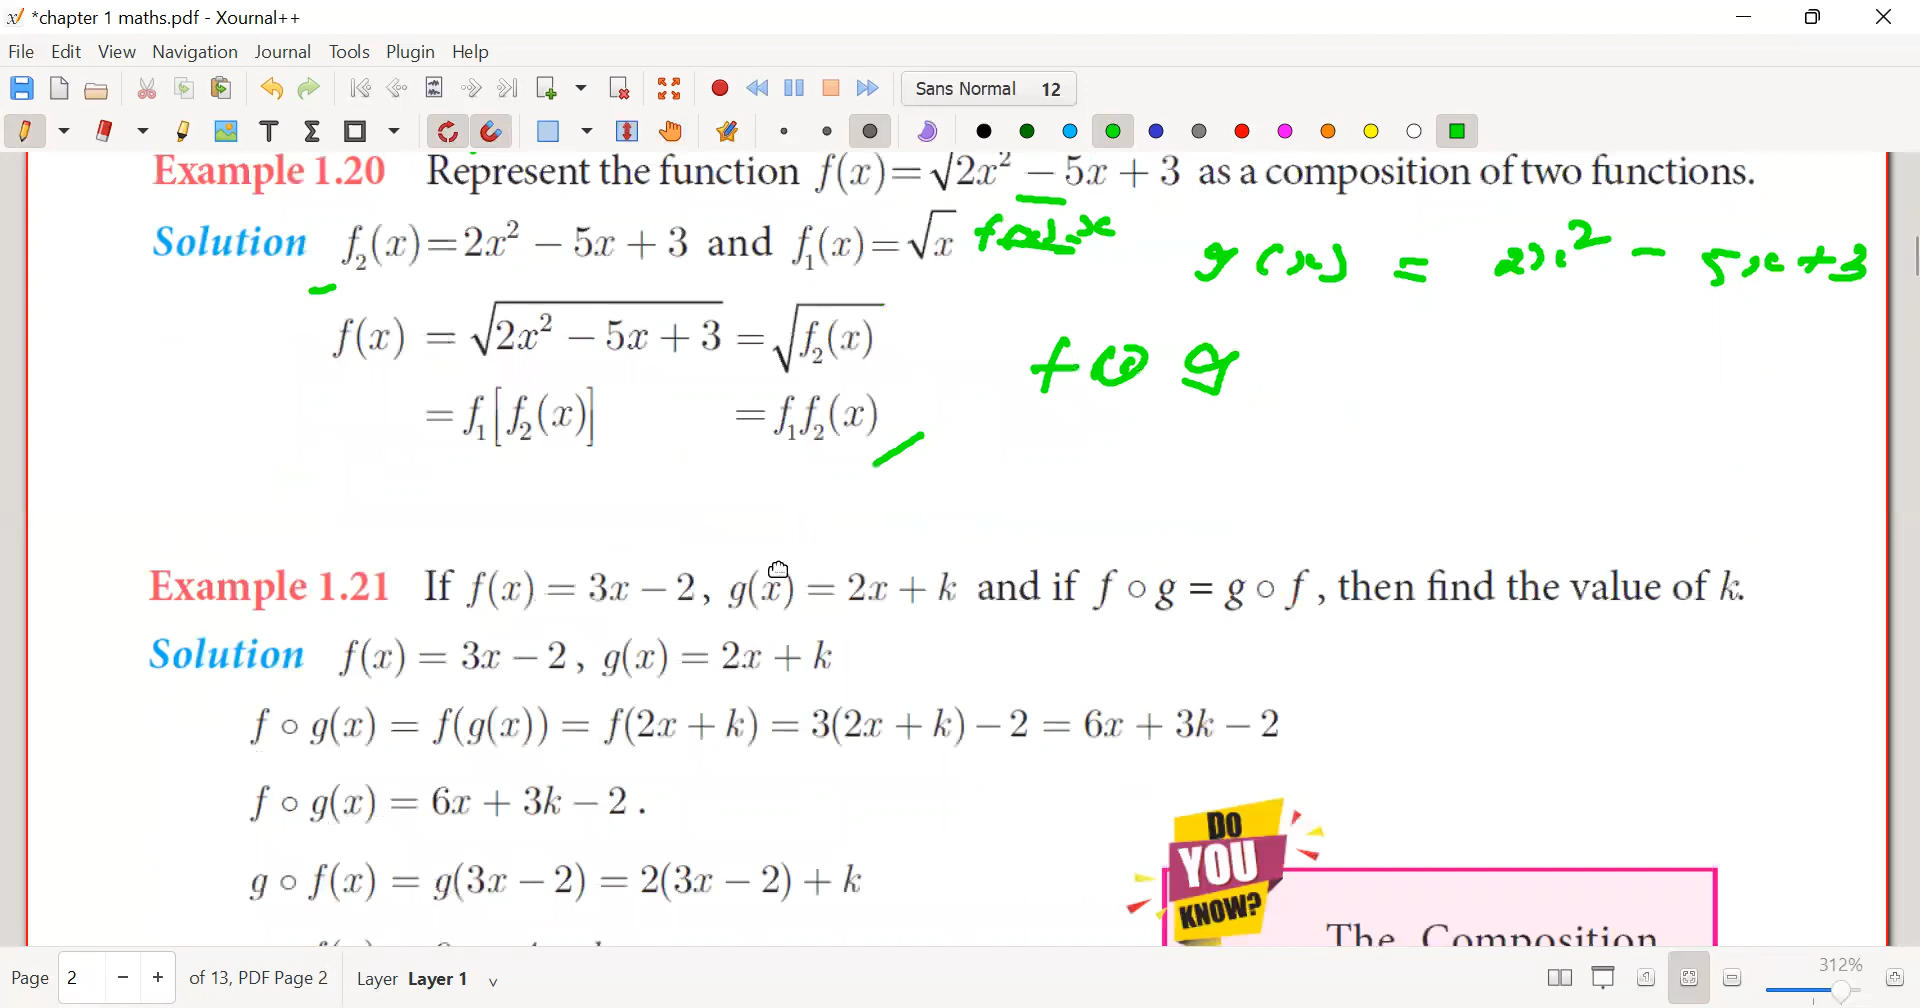 *chapter 1 maths.pdf - Xournal++
File Edit View Navigation Journal Tools Plugin Help
Sans Normal 12
Example 1.20 Represent the function f(x)=√2x² − 5x + 3 as a composition of two functions.
Solution f₂(x)=2x² − 5x + 3 and f₁(x)=√x
g(x) = 2x² − 5x+3
f(x) = √2x² − 5x + 3 = √f₂(x)
f o g
= f₁[f₂(x)] = f₁f₂(x)
Example 1.21 If f(x) = 3x − 2, g(x) = 2x + k and if f ∘ g = g ∘ f, then find the value of k.
Solution f(x) = 3x − 2, g(x) = 2x + k
f ∘ g(x) = f(g(x)) = f(2x + k) = 3(2x + k) − 2 = 6x + 3k − 2
f ∘ g(x) = 6x + 3k − 2 .
g ∘ f(x) = g(3x − 2) = 2(3x − 2) + k
DO
YOU
KNOW?
The Composition
Page 2 − + of 13, PDF Page 2 Layer Layer 1 312%